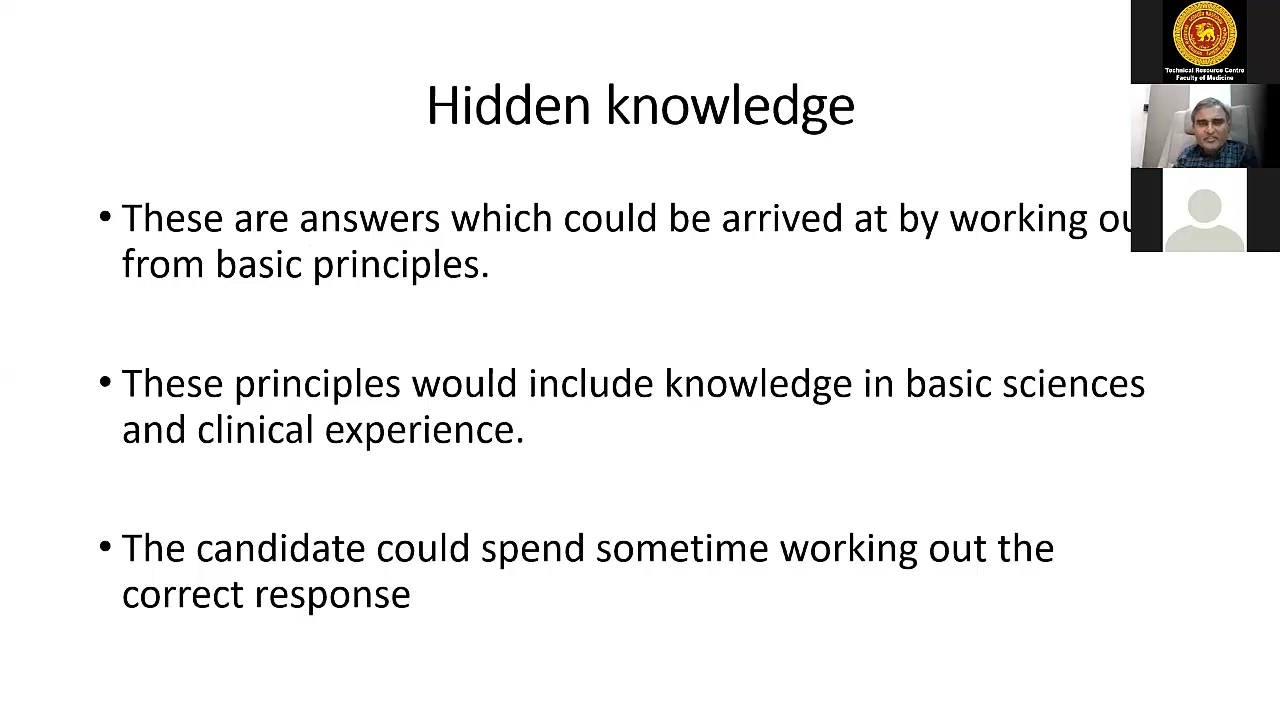 Hidden knowledge
• These are answers which could be arrived at by working
from basic principles.
• These principles would include knowledge in basic sciences
and clinical experience.
• The candidate could spend sometime working out the
correct response
Technical Resource Centre
Faculty of Medicine